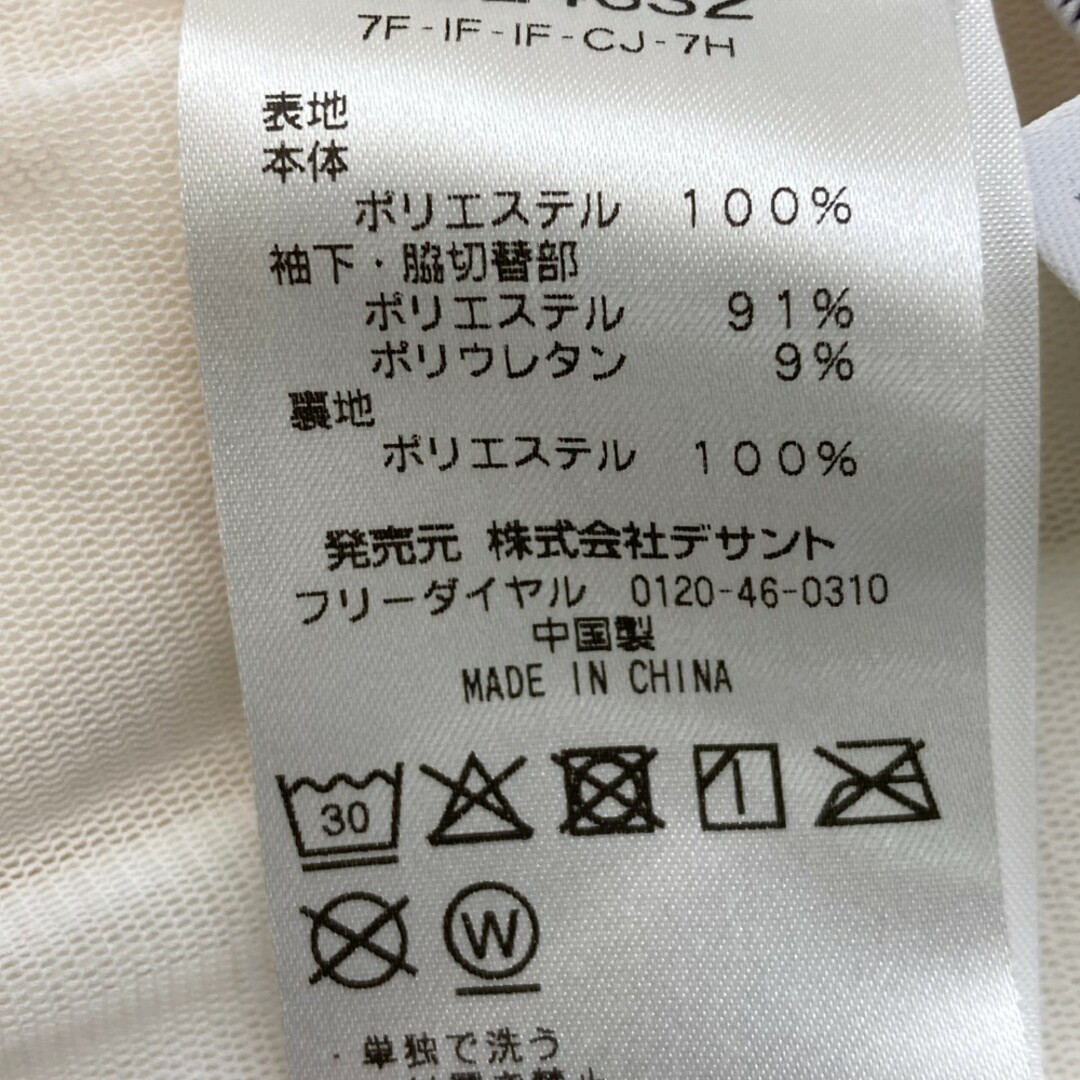 7F-IF-IF-CJ-7H
表地
本体
ポリエステル 100%
袖下・脇切替部
ポリエステル 91%
ポリウレタン 9%
裏地
ポリエステル 100%
発売元 株式会社デサント
フリーダイヤル 0120-46-0310
中国製
MADE IN CHINA
30
W
・単独で洗う